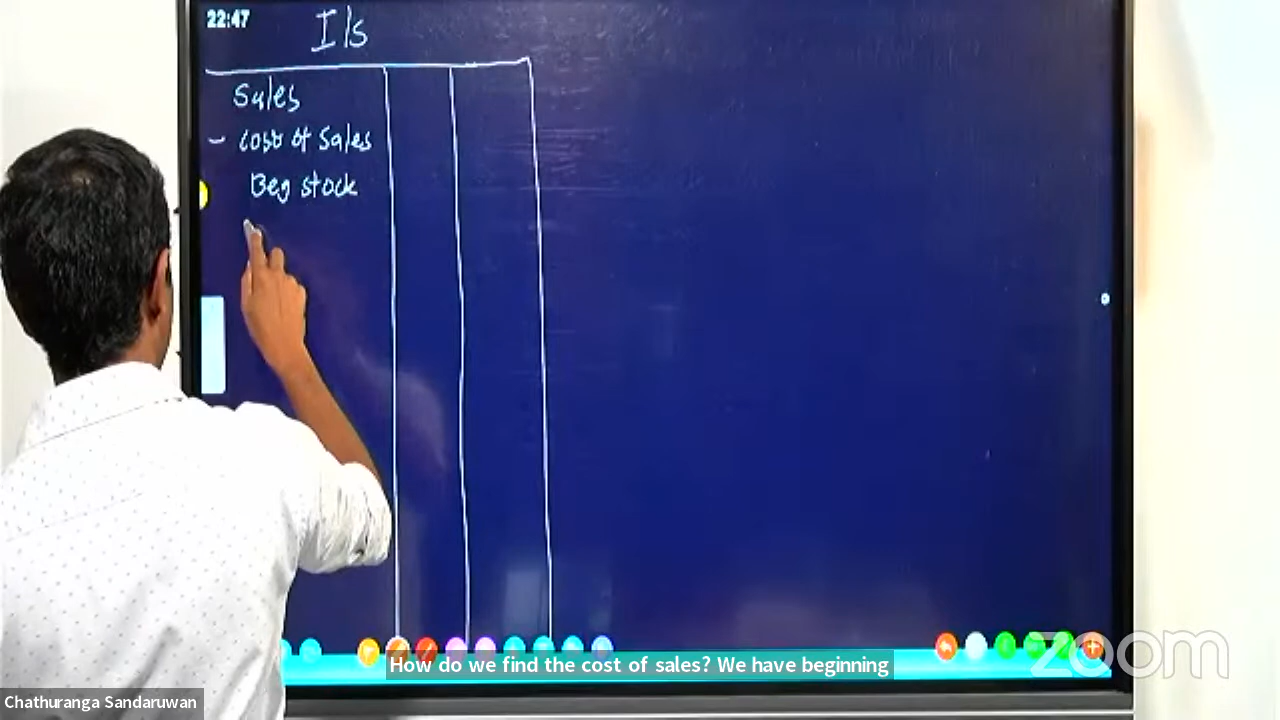 22:47
I/s
Sales
- Cost of Sales
Beg stock
How do we find the cost of sales? We have beginning
zoom
Chathuranga Sandaruwan